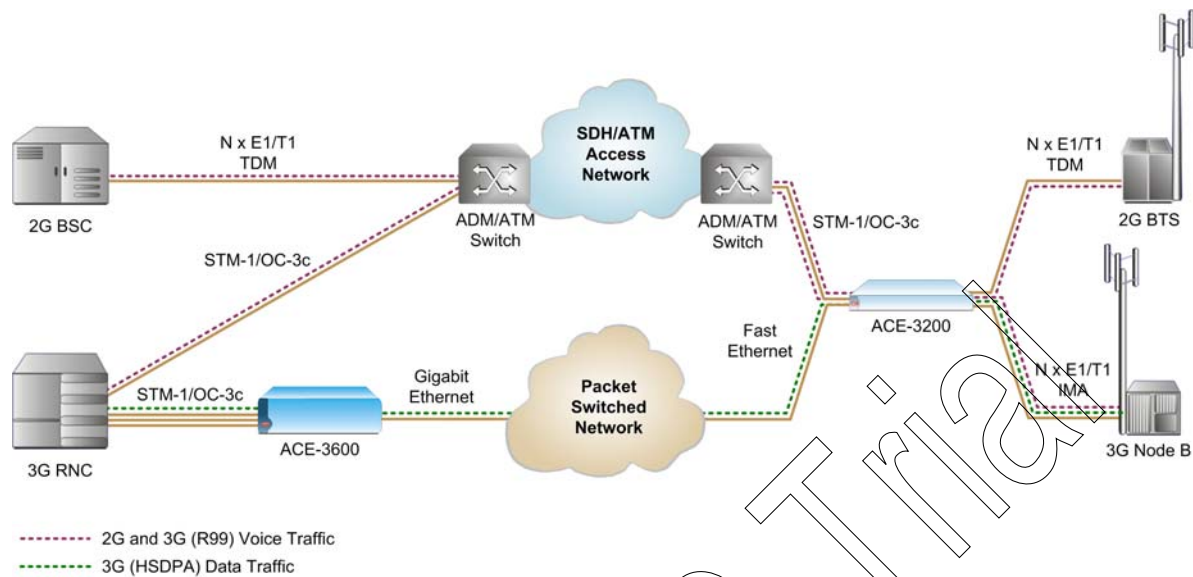 SDH/ATM
Access
Network
N x E1/T1
TDM
N x E1/T1
TDM
2G BSC
ADM/ATM
Switch
ADM/ATM
Switch
STM-1/OC-3c
2G BTS
STM-1/OC-3c
ACE-3200
Fast
Ethernet
STM-1/OC-3c
Gigabit
Ethernet
Packet
Switched
Network
N x E1/T1
IMA
ACE-3600
3G RNC
3G Node B
2G and 3G (R99) Voice Traffic
3G (HSDPA) Data Traffic
Trial